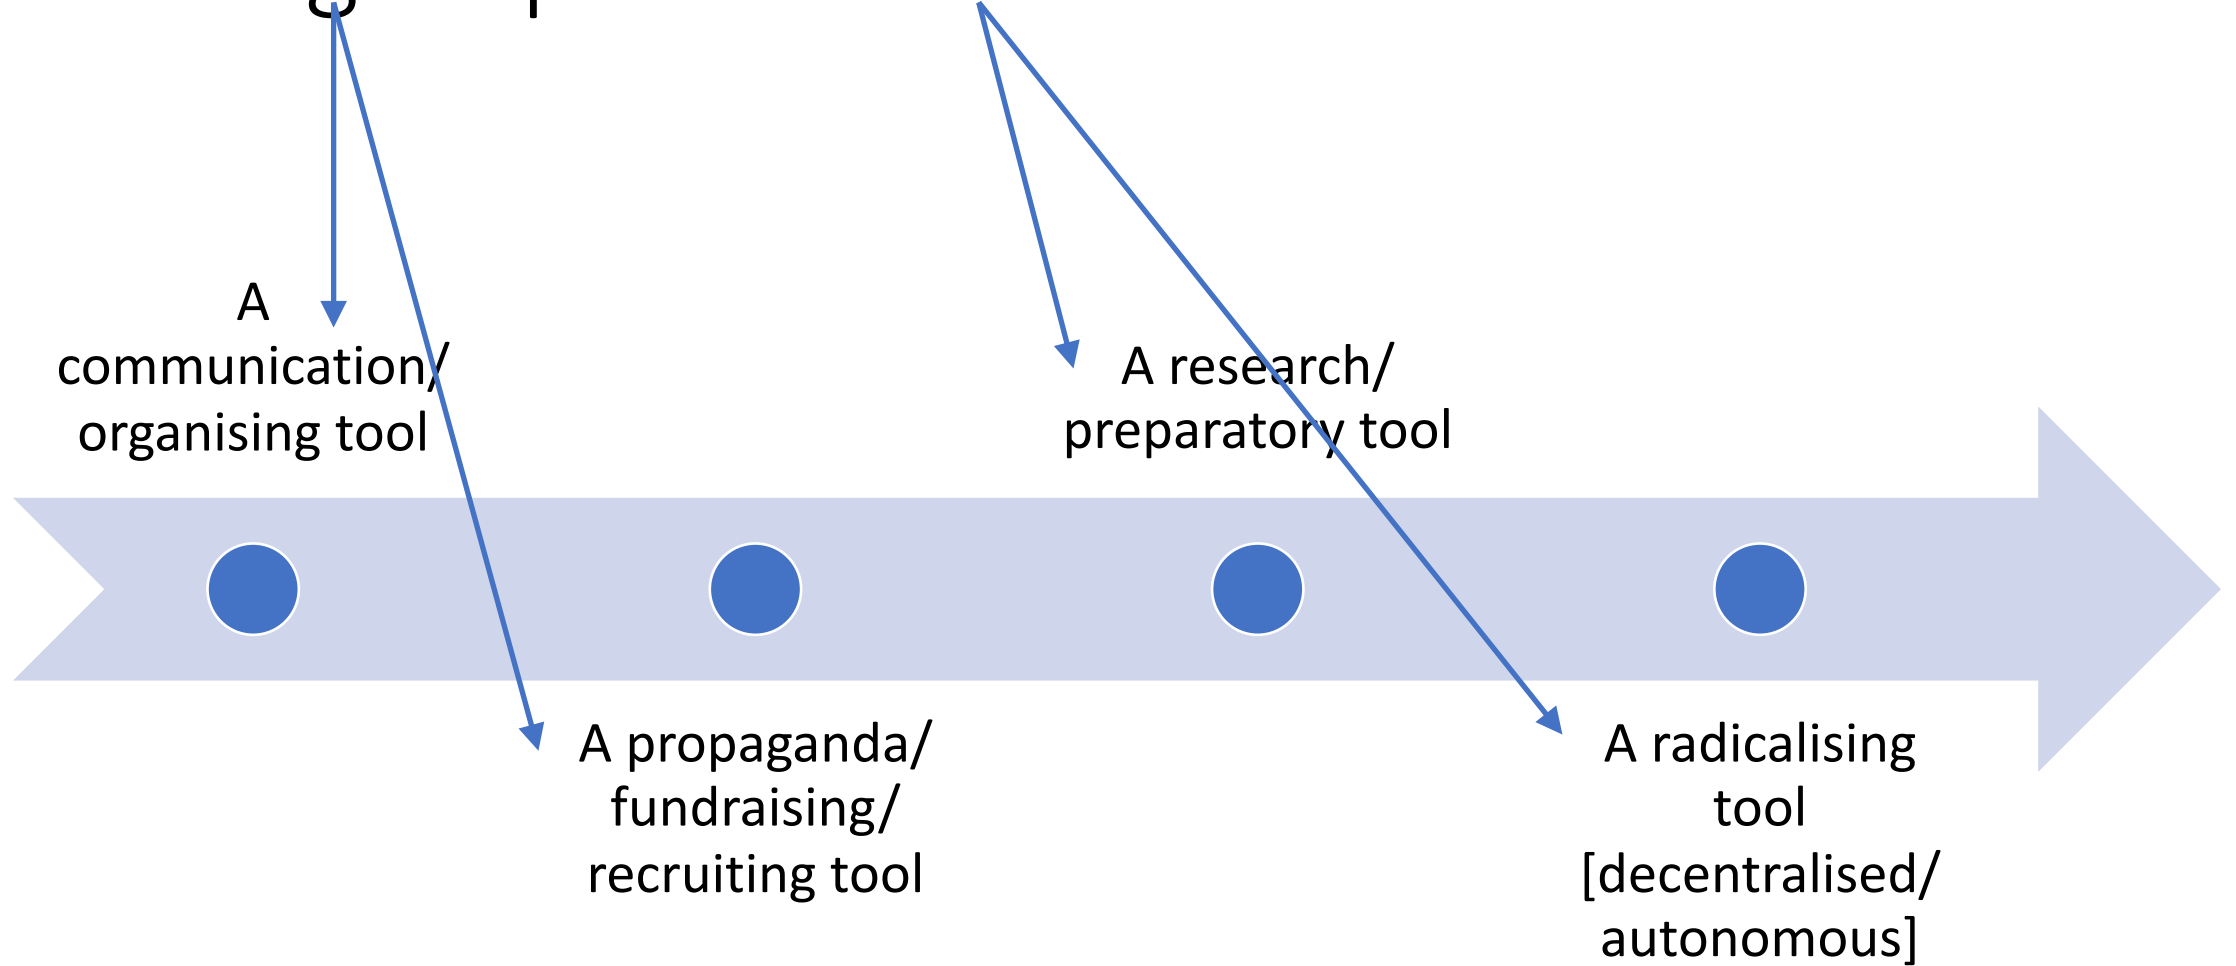 A
communication/
organising tool
A propaganda/
fundraising/
recruiting tool
A research/
preparatory tool
A radicalising
tool
[decentralised/
autonomous]